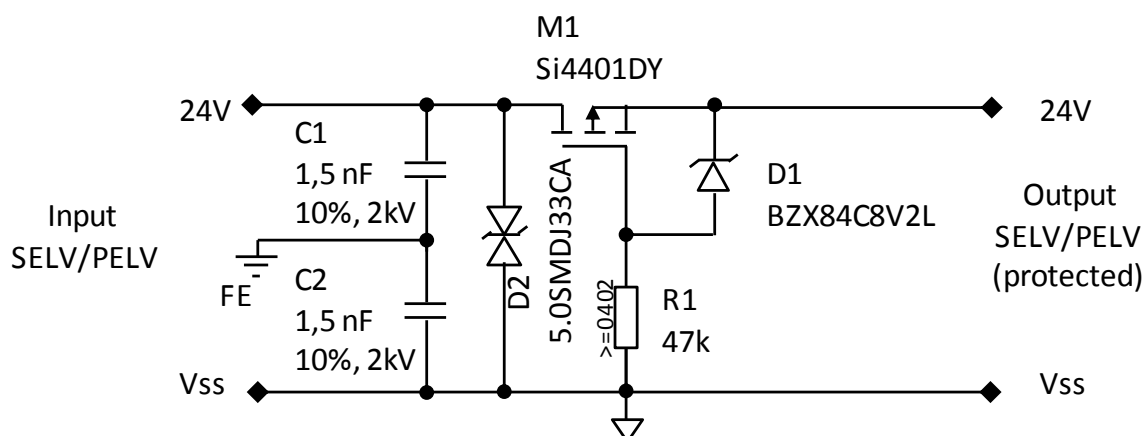 M1
Si4401DY
24V
24V
C1
1,5 nF
10%, 2kV
D1
BZX84C8V2L
Input
SELV/PELV
Output
SELV/PELV
(protected)
FE
C2
1,5 nF
10%, 2kV
D2
5.0SMDJ33CA
>=0402
R1
47k
Vss
Vss